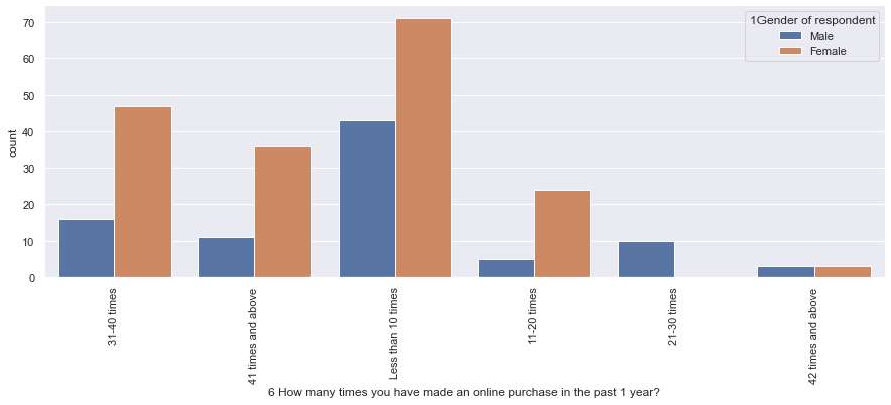 1Gender of respondent
Male
Female
count
70
60
50
40
30
20
10
0
31-40 times
41 times and above
Less than 10 times
11-20 times
21-30 times
42 times and above
6 How many times you have made an online purchase in the past 1 year?